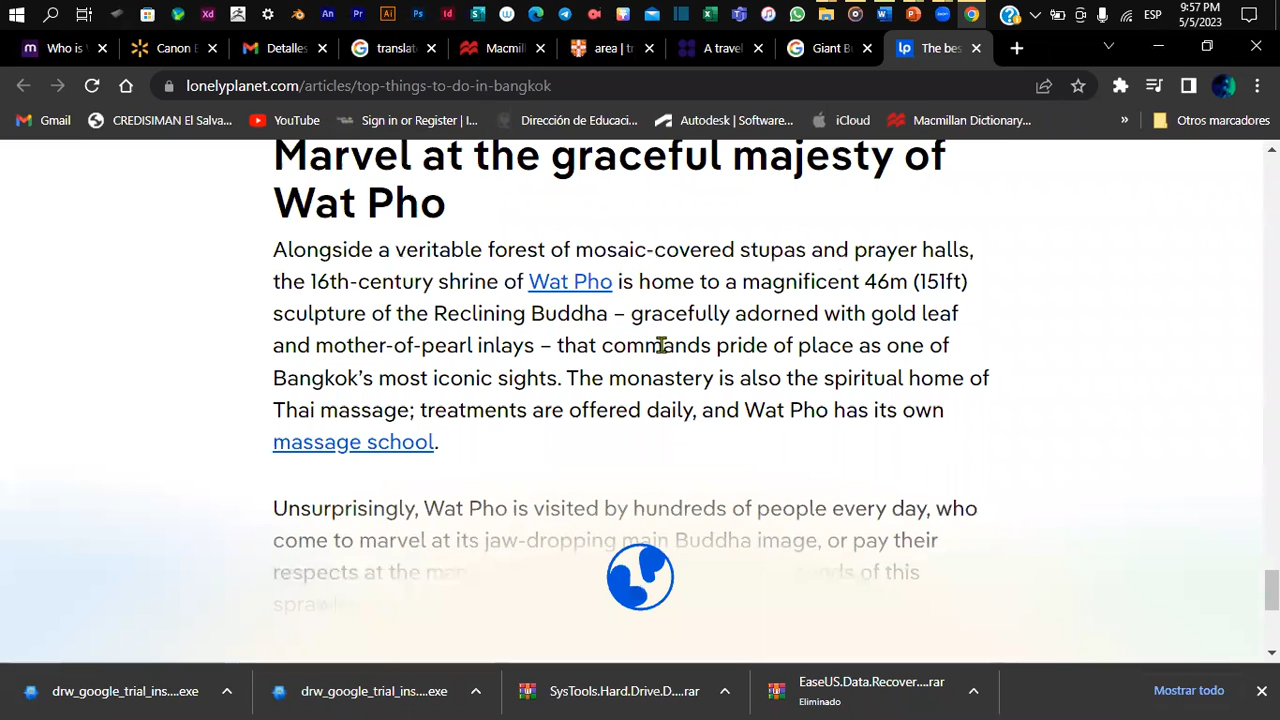 Xd Ai An Pr Ps Id S 9:57 PM
ESP
5/5/2023
Who is Canon E Detalles translat Macmill area | tr A travel Giant Bu The bes
lonelyplanet.com/articles/top-things-to-do-in-bangkok
Gmail CREDISIMAN El Salva... YouTube Sign in or Register | I... Dirección de Educaci... Autodesk | Software... iCloud Macmillan Dictionary... » Otros marcadores
Marvel at the graceful majesty of
Wat Pho
Alongside a veritable forest of mosaic-covered stupas and prayer halls,
the 16th-century shrine of Wat Pho is home to a magnificent 46m (151ft)
sculpture of the Reclining Buddha – gracefully adorned with gold leaf
and mother-of-pearl inlays – that commands pride of place as one of
Bangkok's most iconic sights. The monastery is also the spiritual home of
Thai massage; treatments are offered daily, and Wat Pho has its own
massage school.
Unsurprisingly, Wat Pho is visited by hundreds of people every day, who
come to marvel at its jaw-dropping main Buddha image, or pay their
respects at the of this
drw_google_trial_ins....exe drw_google_trial_ins....exe SysTools.Hard.Drive.D....rar EaseUS.Data.Recover....rar Mostrar todo
Eliminado